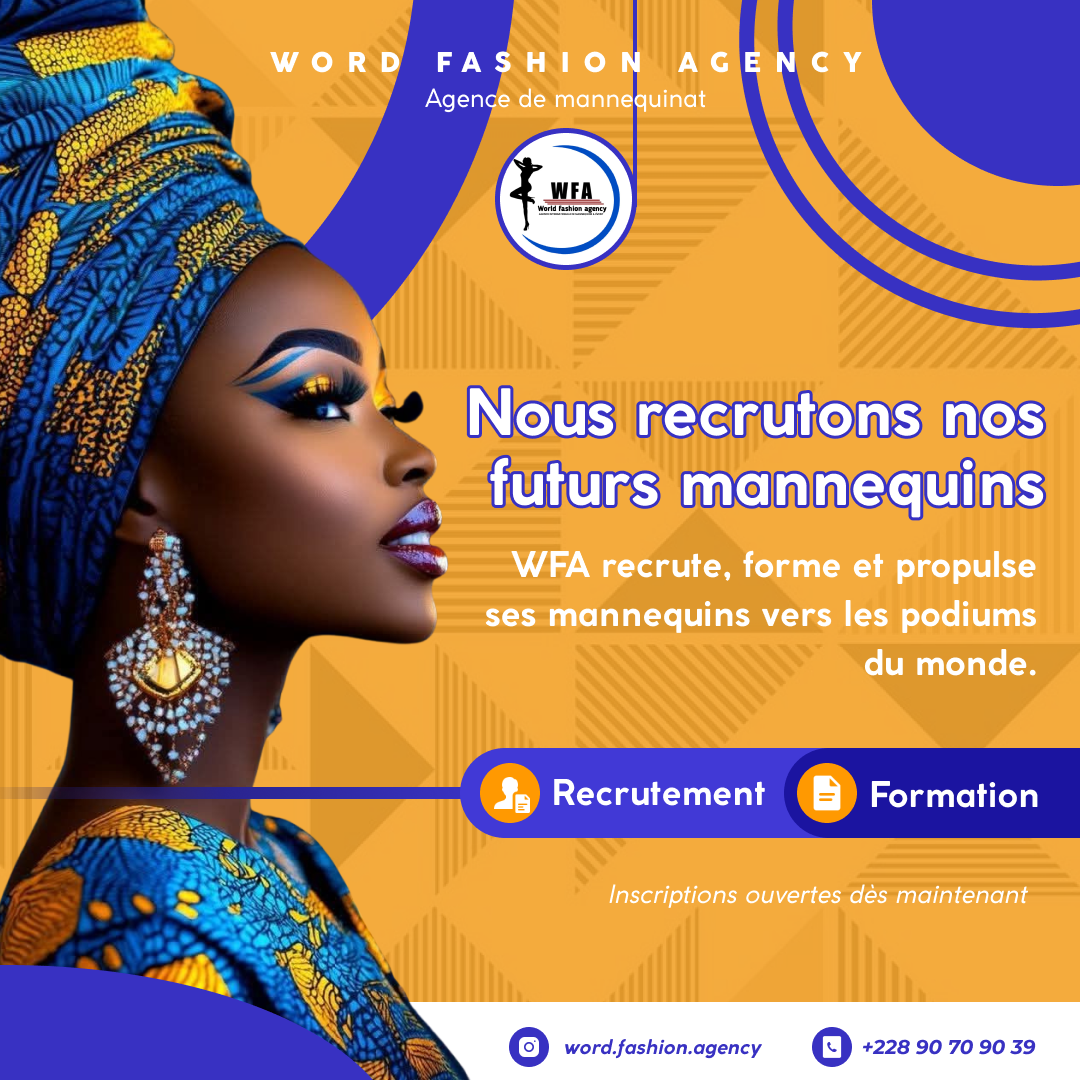 WORD FASHION AGENCY
Agence de mannequinat
WFA
World fashion agency
Nous recrutons nos
futurs mannequins
WFA recrute, forme et propulse
ses mannequins vers les podiums
du monde.
Recrutement
Formation
Inscriptions ouvertes dès maintenant
word.fashion.agency
+228 90 70 90 39